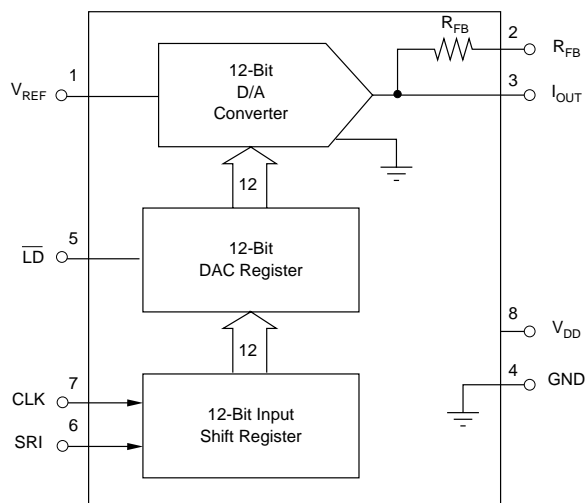 R_FB
2
R_FB
3
I_OUT
1
V_REF
12-Bit
D/A
Converter
12
5
L̅D̅
12-Bit
DAC Register
8
V_DD
12
4
GND
7
CLK
6
SRI
12-Bit Input
Shift Register